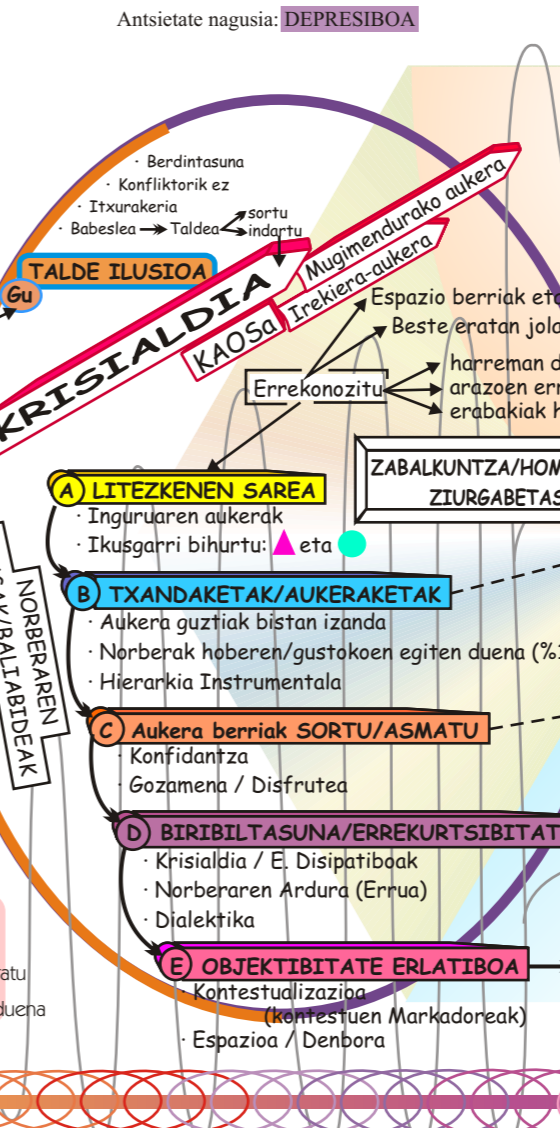 Antsietate nagusia: DEPRESIBOA
· Berdintasuna
· Konfliktorik ez
· Itxurakeria
· Babeslea Taldea sortu
indartu
TALDE ILUSIOA
Gu
KRISIALDIA
Mugimendurako aukera
KAOSa
Irekiera-aukera
Espazio berriak eta
Beste eratan jola
Errekonozitu
harreman d
arazoen err
erabakiak h
ZABALKUNTZA/HOM
ZIURGABETAS
A LITEZKENEN SAREA
· Inguruaren aukerak
· Ikusgarri bihurtu: eta
NORBERAREN
AK/BALIABIDEAK
B TXANDAKETAK/AUKERAKETAK
· Aukera guztiak bistan izanda
· Norberak hoberen/gustokoen egiten duena (%
· Hierarkia Instrumentala
C Aukera berriak SORTU/ASMATU
· Konfidantza
· Gozamena / Disfrutea
D BIRIBILTASUNA/ERREKURTSIBITAT
· Krisialdia / E. Disipatiboak
· Norberaren Ardura (Errua)
· Dialektika
E OBJEKTIBITATE ERLATIBOA
· Kontestualizazioa
(kontestuen Markadoreak)
· Espazioa / Denbora
ratu
duena